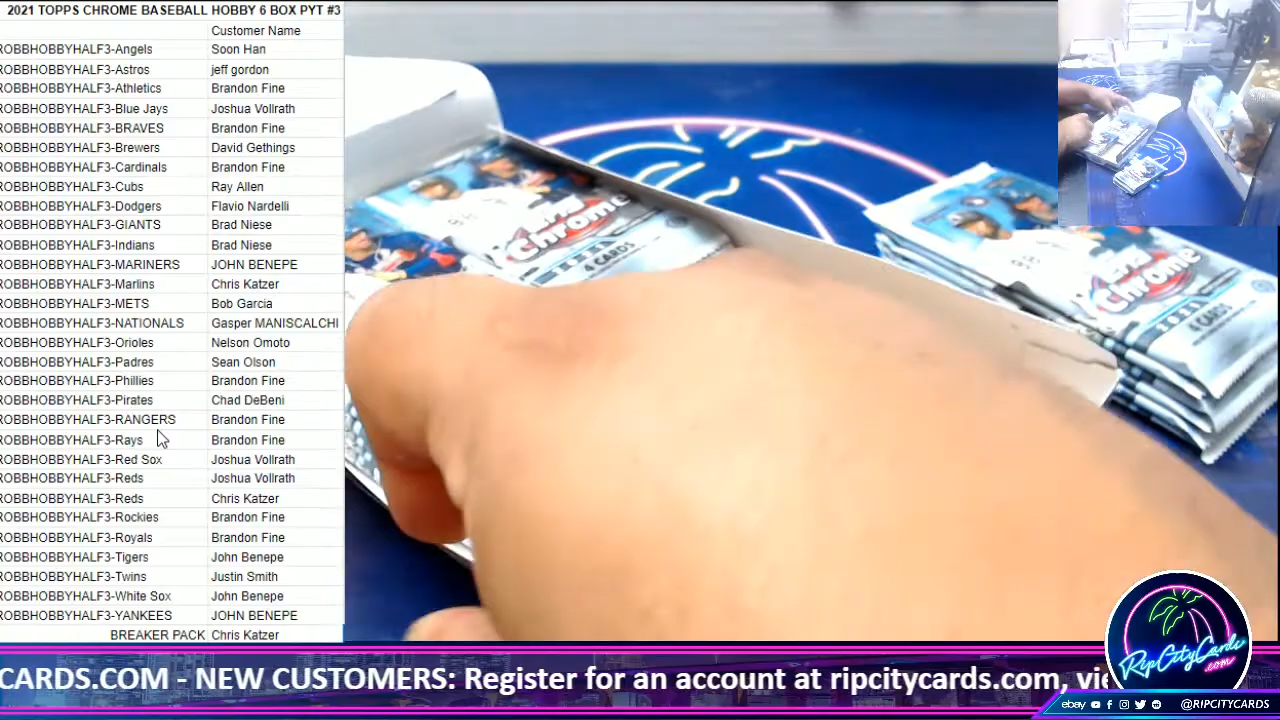 2021 TOPPS CHROME BASEBALL HOBBY 6 BOX PYT #3
Customer Name
ROBBHOBBYHALF3-Angels Soon Han
ROBBHOBBYHALF3-Astros jeff gordon
ROBBHOBBYHALF3-Athletics Brandon Fine
ROBBHOBBYHALF3-Blue Jays Joshua Vollrath
ROBBHOBBYHALF3-BRAVES Brandon Fine
ROBBHOBBYHALF3-Brewers David Gethings
ROBBHOBBYHALF3-Cardinals Brandon Fine
ROBBHOBBYHALF3-Cubs Ray Allen
ROBBHOBBYHALF3-Dodgers Flavio Nardelli
ROBBHOBBYHALF3-GIANTS Brad Niese
ROBBHOBBYHALF3-Indians Brad Niese
ROBBHOBBYHALF3-MARINERS JOHN BENEPE
ROBBHOBBYHALF3-Marlins Chris Katzer
ROBBHOBBYHALF3-METS Bob Garcia
ROBBHOBBYHALF3-NATIONALS Gasper MANISCALCHI
ROBBHOBBYHALF3-Orioles Nelson Omoto
ROBBHOBBYHALF3-Padres Sean Olson
ROBBHOBBYHALF3-Phillies Brandon Fine
ROBBHOBBYHALF3-Pirates Chad DeBeni
ROBBHOBBYHALF3-RANGERS Brandon Fine
ROBBHOBBYHALF3-Rays Brandon Fine
ROBBHOBBYHALF3-Red Sox Joshua Vollrath
ROBBHOBBYHALF3-Reds Joshua Vollrath
ROBBHOBBYHALF3-Reds Chris Katzer
ROBBHOBBYHALF3-Rockies Brandon Fine
ROBBHOBBYHALF3-Royals Brandon Fine
ROBBHOBBYHALF3-Tigers John Benepe
ROBBHOBBYHALF3-Twins Justin Smith
ROBBHOBBYHALF3-White Sox John Benepe
ROBBHOBBYHALF3-YANKEES JOHN BENEPE
BREAKER PACK Chris Katzer
Chrome
2021
4 CARDS
Chrome
2021
4 CARDS
CARDS.COM - NEW CUSTOMERS: Register for an account at ripcitycards.com, vie
RipCityCards
.com
ebay @RIPCITYCARDS